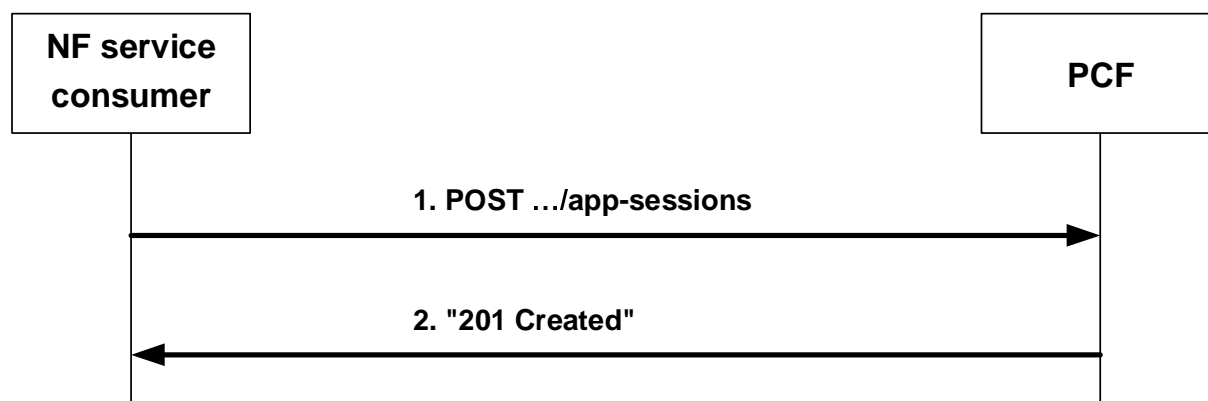 NF service
consumer
PCF
1. POST …/app-sessions
2. "201 Created"